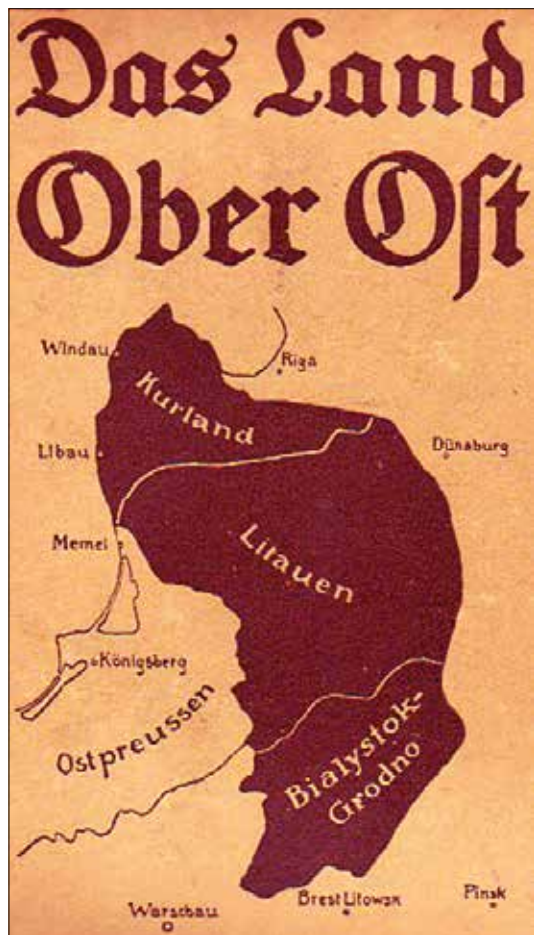 Das Land
Ober Oſt
Windau
Riga
Kurland
Libau
Dünaburg
Memel
Litauen
Königsberg
Ostpreussen
Bialystok-
Grodno
Brest Litowsk
Pinsk
Warschau